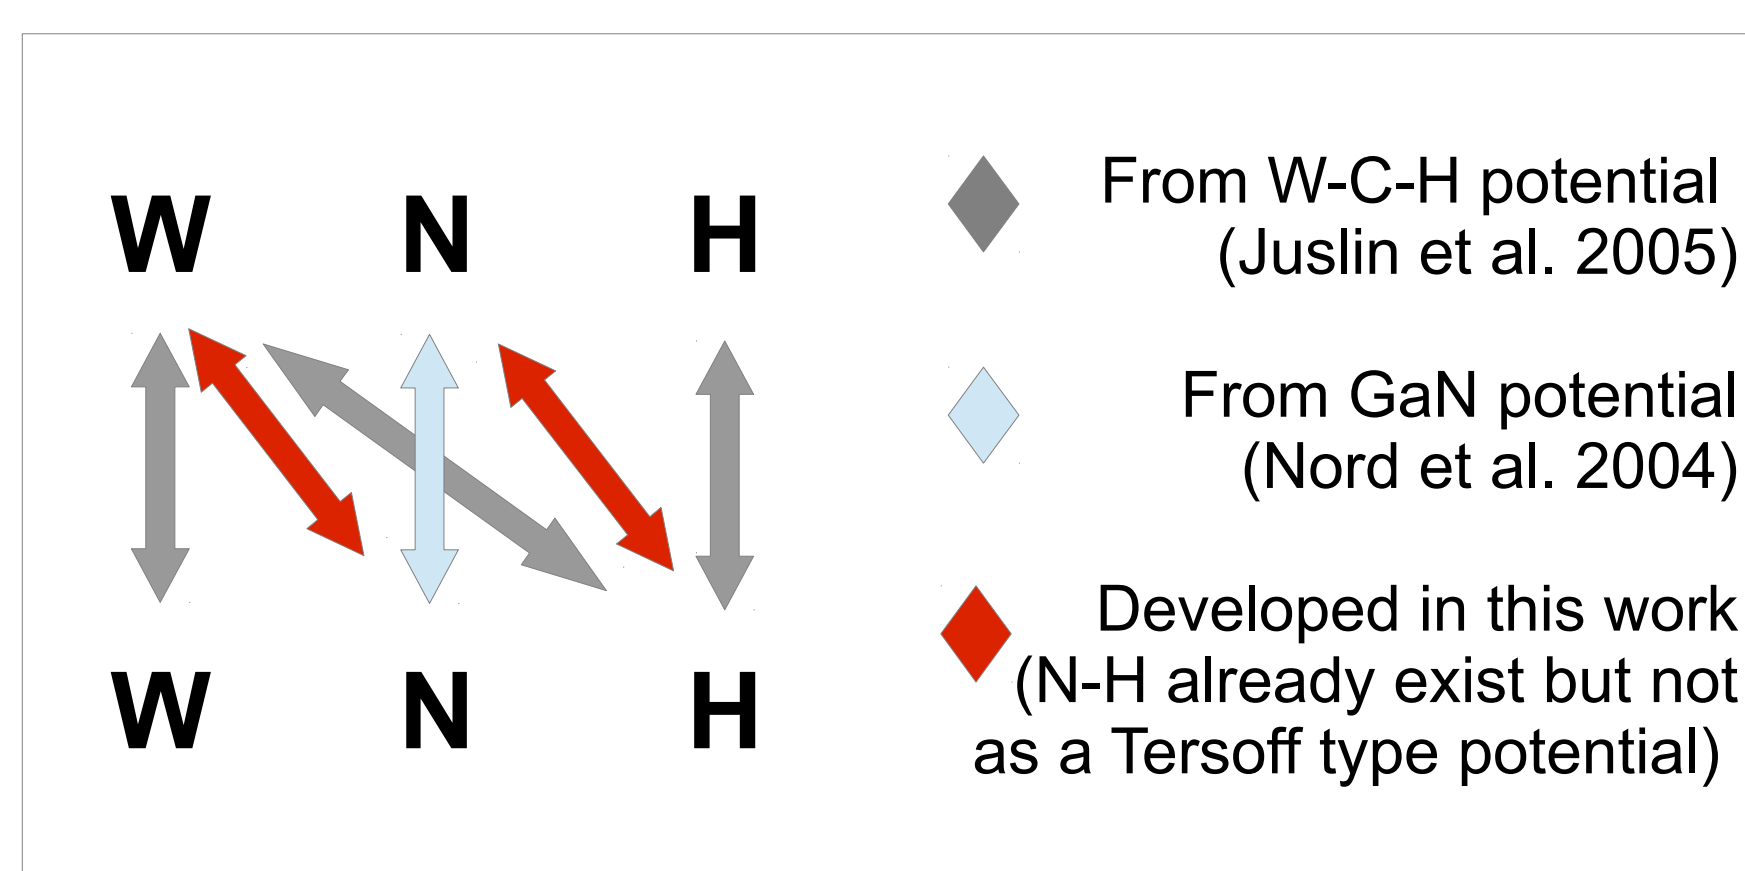 W N H
From W-C-H potential
(Juslin et al. 2005)
From GaN potential
(Nord et al. 2004)
Developed in this work
(N-H already exist but not
as a Tersoff type potential)
W N H